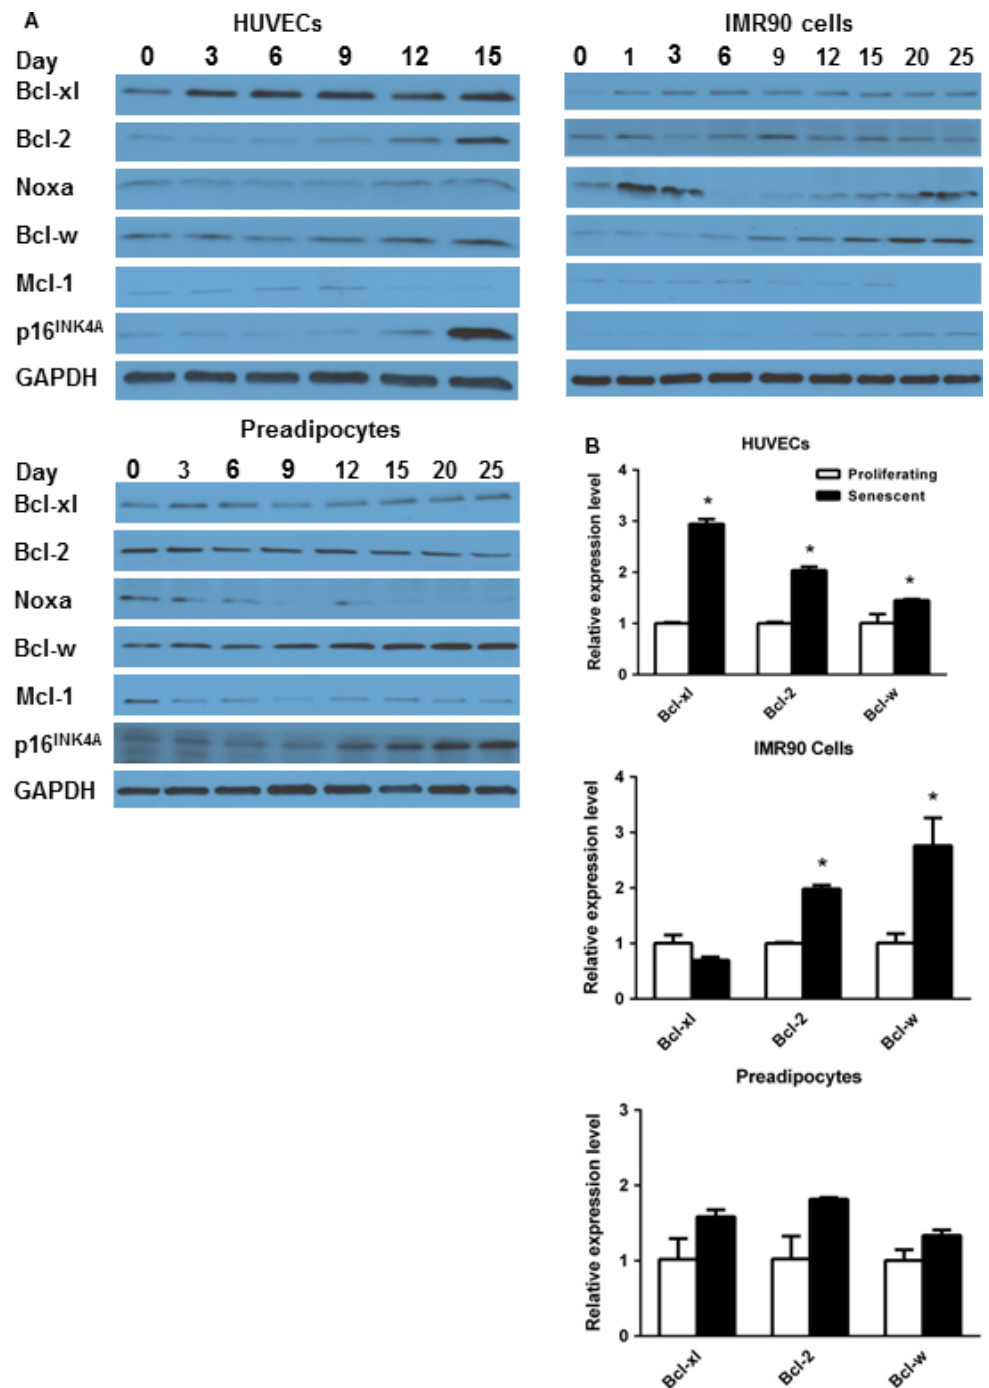 A
HUVECs
Day 0 3 6 9 12 15
Bcl-xl
Bcl-2
Noxa
Bcl-w
Mcl-1
p16INK4A
GAPDH
IMR90 cells
0 1 3 6 9 12 15 20 25
Preadipocytes
Day 0 3 6 9 12 15 20 25
Bcl-xl
Bcl-2
Noxa
Bcl-w
Mcl-1
p16INK4A
GAPDH
B
HUVECs
Relative expression level
4
3
2
1
0
Proliferating
Senescent
*
*
*
Bcl-xl
Bcl-2
Bcl-w
IMR90 Cells
Relative expression level
4
3
2
1
0
*
*
Bcl-xl
Bcl-2
Bcl-w
Preadipocytes
Relative expression level
3
2
1
0
Bcl-xl
Bcl-2
Bcl-w